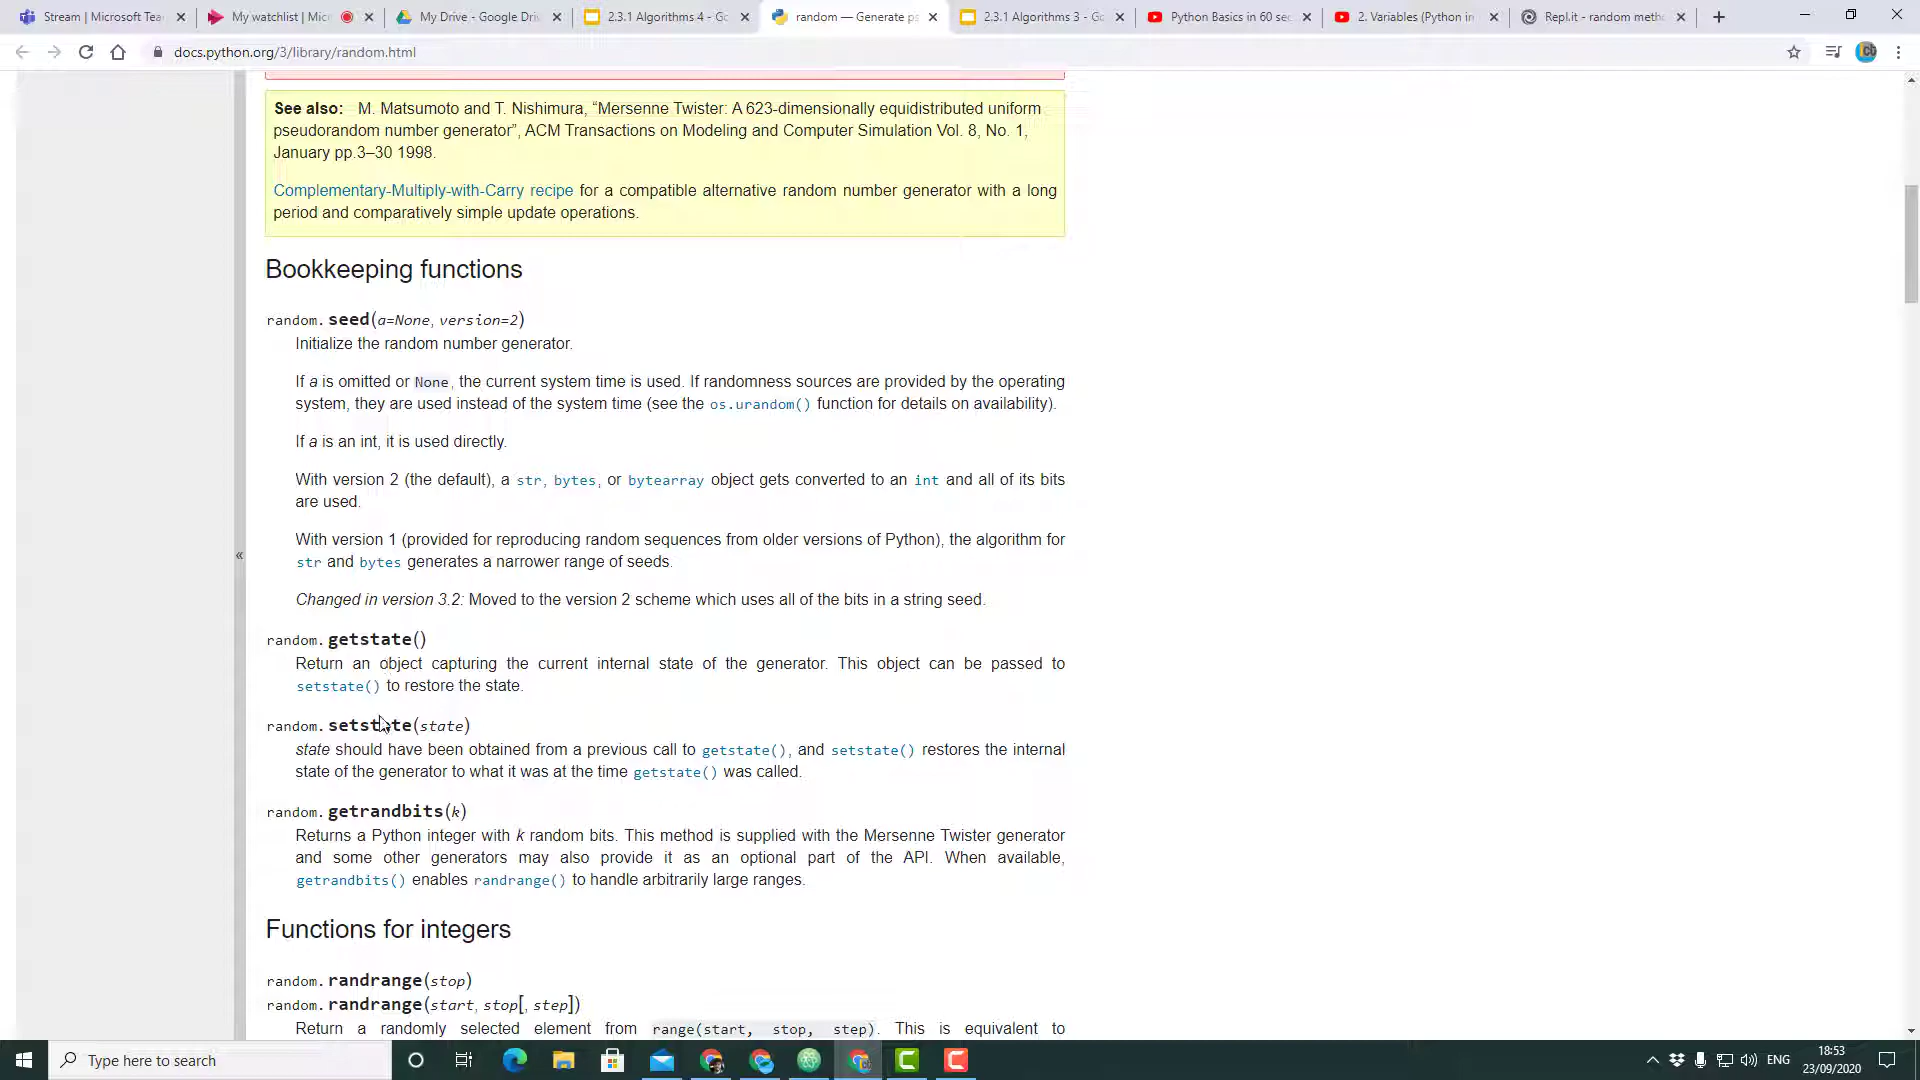 Stream | Microsoft Tea
My watchlist | Mic
My Drive - Google Dri
2.3.1 Algorithms 4 - Go
random — Generate ps
2.3.1 Algorithms 3 - Go
Python Basics in 60 sec
2. Variables (Python in
Repl.it - random meth
docs.python.org/3/library/random.html
See also: M. Matsumoto and T. Nishimura, “Mersenne Twister: A 623-dimensionally equidistributed uniform
pseudorandom number generator”, ACM Transactions on Modeling and Computer Simulation Vol. 8, No. 1,
January pp.3–30 1998.
Complementary-Multiply-with-Carry recipe for a compatible alternative random number generator with a long
period and comparatively simple update operations.
Bookkeeping functions
random.seed(a=None, version=2)
Initialize the random number generator.
If a is omitted or None, the current system time is used. If randomness sources are provided by the operating
system, they are used instead of the system time (see the os.urandom() function for details on availability).
If a is an int, it is used directly.
With version 2 (the default), a str, bytes, or bytearray object gets converted to an int and all of its bits
are used.
With version 1 (provided for reproducing random sequences from older versions of Python), the algorithm for
str and bytes generates a narrower range of seeds.
Changed in version 3.2: Moved to the version 2 scheme which uses all of the bits in a string seed.
«
random.getstate()
Return an object capturing the current internal state of the generator. This object can be passed to
setstate() to restore the state.
random.setstate(state)
state should have been obtained from a previous call to getstate(), and setstate() restores the internal
state of the generator to what it was at the time getstate() was called.
random.getrandbits(k)
Returns a Python integer with k random bits. This method is supplied with the Mersenne Twister generator
and some other generators may also provide it as an optional part of the API. When available,
getrandbits() enables randrange() to handle arbitrarily large ranges.
Functions for integers
random.randrange(stop)
random.randrange(start, stop[, step])
Return a randomly selected element from range(start, stop, step). This is equivalent to
Type here to search
ENG
18:53
23/09/2020